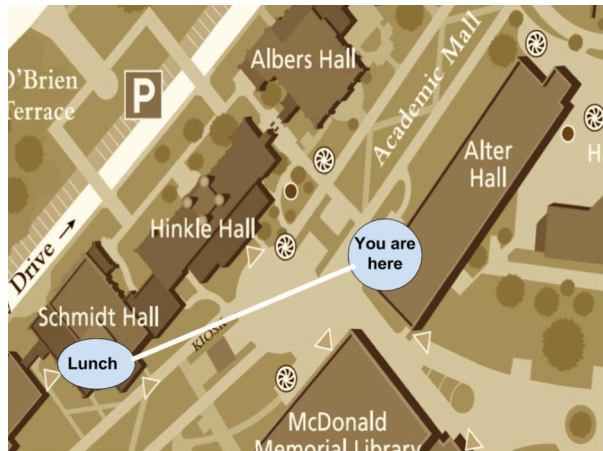 Albers Hall
O'Brien
Terrace
P
Academic Mall
Alter
Hall
H
Hinkle Hall
You are
here
Drive →
Schmidt Hall
KIOSK
Lunch
McDonald
Memorial Library